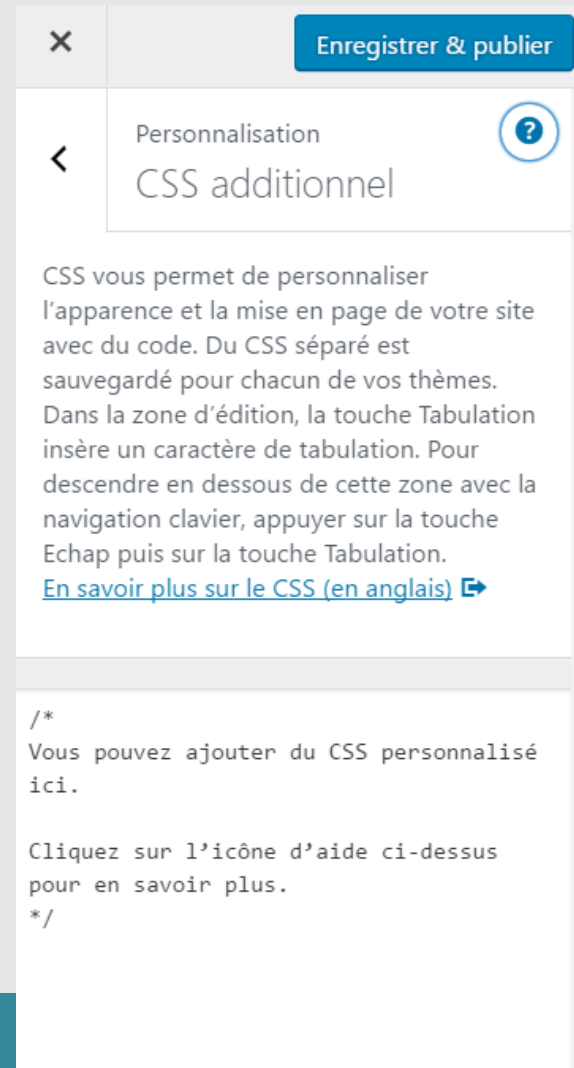 Enregistrer & publier
Personnalisation
CSS additionnel
CSS vous permet de personnaliser
l’apparence et la mise en page de votre site
avec du code. Du CSS séparé est
sauvegardé pour chacun de vos thèmes.
Dans la zone d’édition, la touche Tabulation
insère un caractère de tabulation. Pour
descendre en dessous de cette zone avec la
navigation clavier, appuyer sur la touche
Echap puis sur la touche Tabulation.
En savoir plus sur le CSS (en anglais)
/*
Vous pouvez ajouter du CSS personnalisé
ici.
Cliquez sur l’icône d’aide ci-dessus
pour en savoir plus.
*/